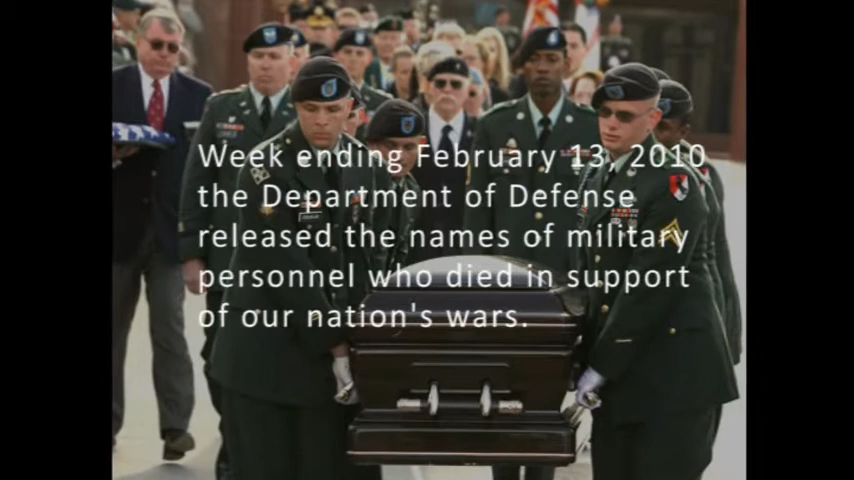 Week ending February 13, 2010
the Department of Defense
released the names of military
personnel who died in support
of our nation's wars.